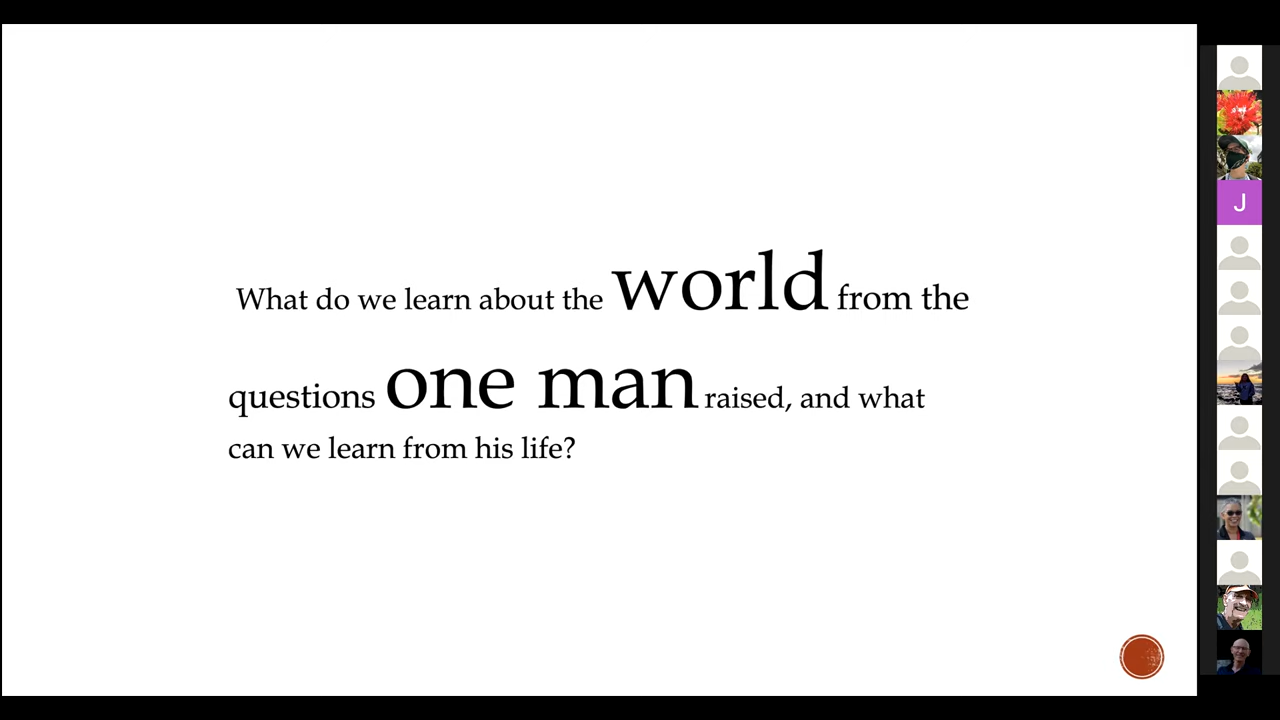 What do we learn about the world from the
questions one man raised, and what
can we learn from his life?
J